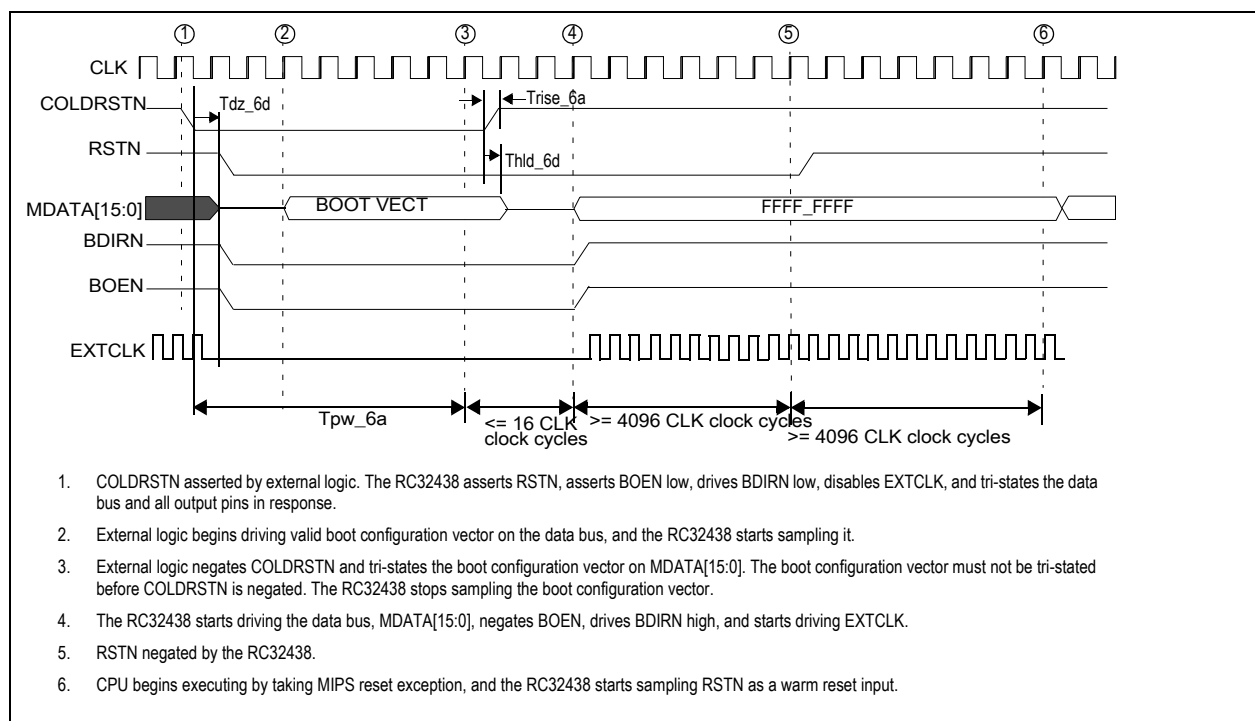 ① ② ③ ④ ⑤ ⑥
CLK
COLDRSTN
Tdz_6d
Trise_6a
RSTN
Thld_6d
MDATA[15:0]
BOOT VECT
FFFF_FFFF
BDIRN
BOEN
EXTCLK
Tpw_6a
<= 16 CLK
clock cycles
>= 4096 CLK clock cycles
>= 4096 CLK clock cycles
1. COLDRSTN asserted by external logic. The RC32438 asserts RSTN, asserts BOEN low, drives BDIRN low, disables EXTCLK, and tri-states the data
bus and all output pins in response.
2. External logic begins driving valid boot configuration vector on the data bus, and the RC32438 starts sampling it.
3. External logic negates COLDRSTN and tri-states the boot configuration vector on MDATA[15:0]. The boot configuration vector must not be tri-stated
before COLDRSTN is negated. The RC32438 stops sampling the boot configuration vector.
4. The RC32438 starts driving the data bus, MDATA[15:0], negates BOEN, drives BDIRN high, and starts driving EXTCLK.
5. RSTN negated by the RC32438.
6. CPU begins executing by taking MIPS reset exception, and the RC32438 starts sampling RSTN as a warm reset input.